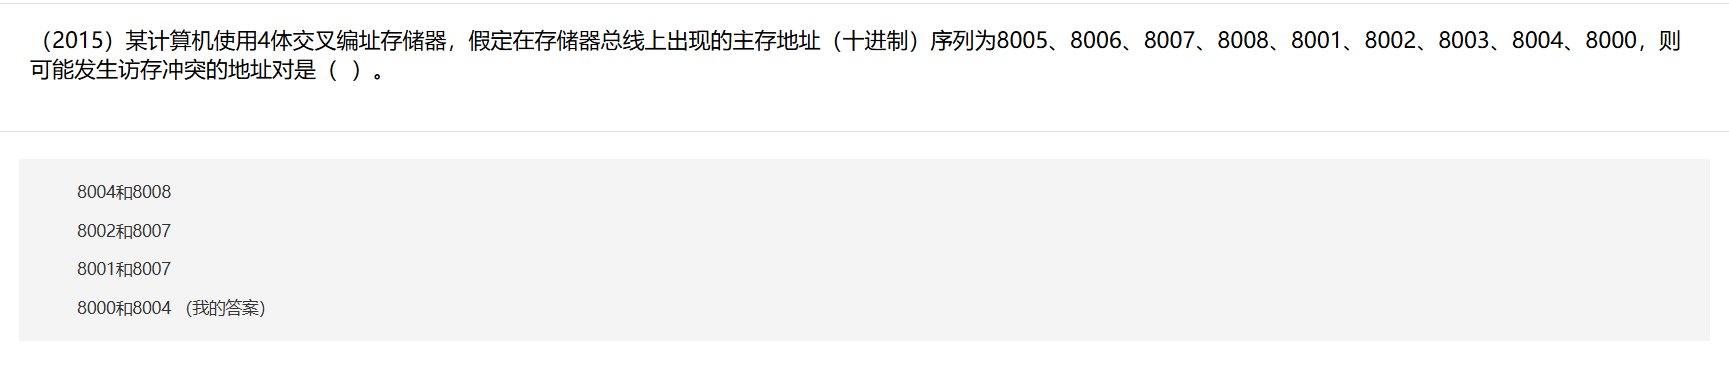 （2015）某计算机使用4体交叉编址存储器，假定在存储器总线上出现的主存地址（十进制）序列为8005、8006、8007、8008、8001、8002、8003、8004、8000，则
可能发生访存冲突的地址对是（  ）。
8004和8008
8002和8007
8001和8007
8000和8004 （我的答案）